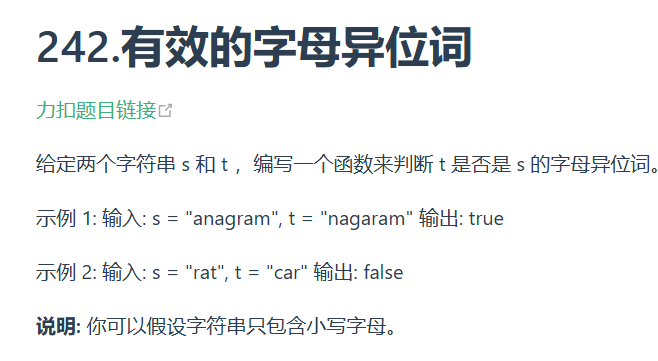 242.有效的字母异位词
力扣题目链接
给定两个字符串 s 和 t ，编写一个函数来判断 t 是否是 s 的字母异位词。
示例 1: 输入: s = "anagram", t = "nagaram" 输出: true
示例 2: 输入: s = "rat", t = "car" 输出: false
说明: 你可以假设字符串只包含小写字母。